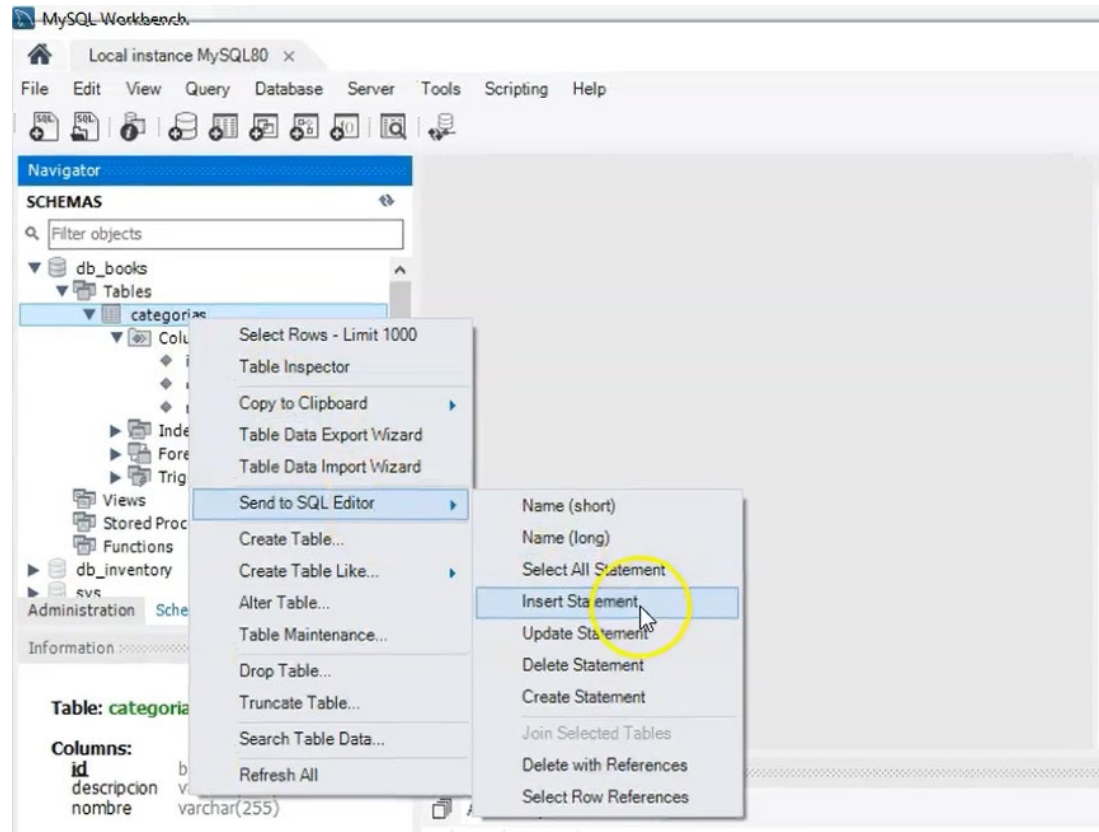 MySQL Workbench
Local instance MySQL80 ×
File Edit View Query Database Server Tools Scripting Help
Navigator
SCHEMAS
Filter objects
db_books
Tables
categorias
Views
Functions
db_inventory
sys
Administration
Information
Table:
Columns:
id
descripcion
nombre varchar(255)
Select Rows - Limit 1000
Table Inspector
Copy to Clipboard
Table Data Export Wizard
Table Data Import Wizard
Send to SQL Editor
Create Table...
Create Table Like...
Alter Table...
Table Maintenance...
Drop Table...
Truncate Table...
Search Table Data...
Refresh All
Name (short)
Name (long)
Select All Statement
Insert Statement
Update Statement
Delete Statement
Create Statement
Join Selected Tables
Delete with References
Select Row References